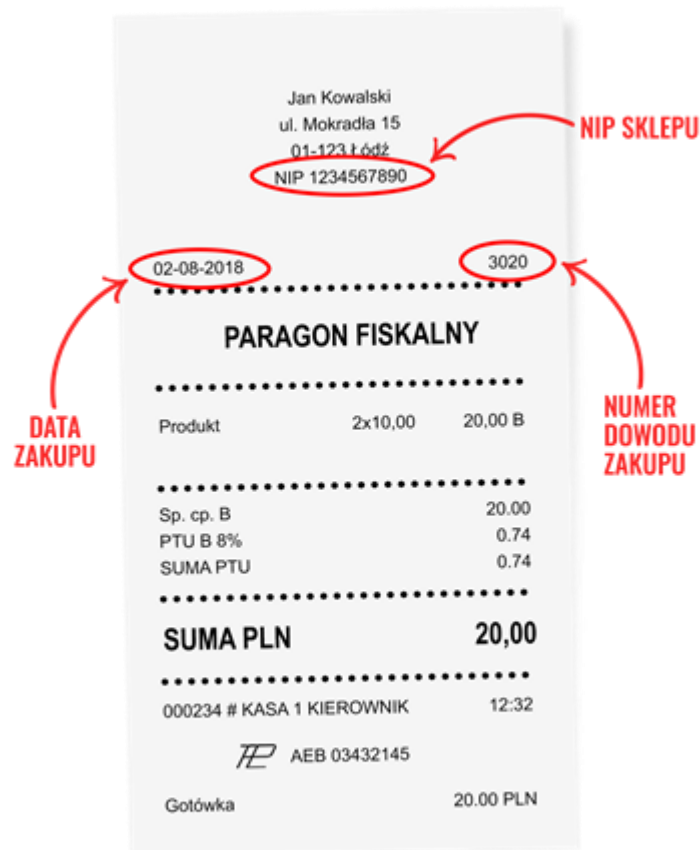 Jan Kowalski
ul. Mokradła 15
01-123 Łódź
NIP 1234567890
NIP SKLEPU
02-08-2018 3020
PARAGON FISKALNY
DATA
ZAKUPU
NUMER
DOWODU
ZAKUPU
Produkt 2x10,00 20,00 B
Sp. cp. B 20.00
PTU B 8% 0.74
SUMA PTU 0.74
SUMA PLN 20,00
000234 # KASA 1 KIEROWNIK 12:32
AEB 03432145
Gotówka 20.00 PLN